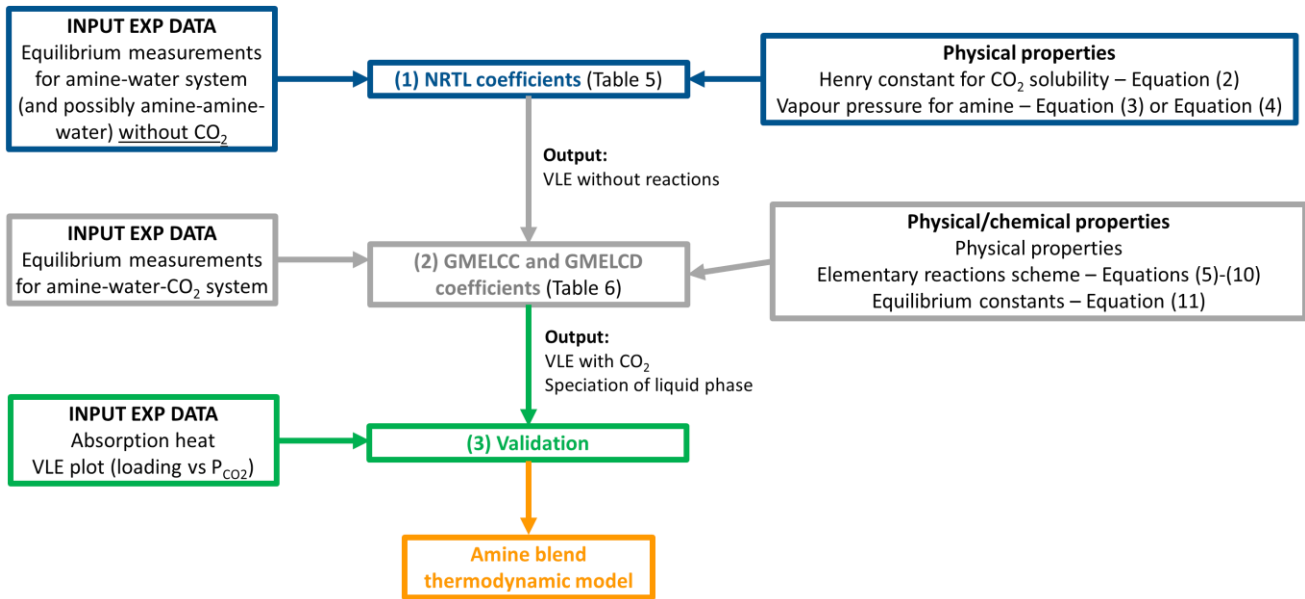 INPUT EXP DATA
Equilibrium measurements
for amine-water system
(and possibly amine-amine-
water) without CO₂
(1) NRTL coefficients (Table 5)
Physical properties
Henry constant for CO₂ solubility – Equation (2)
Vapour pressure for amine – Equation (3) or Equation (4)
Output:
VLE without reactions
INPUT EXP DATA
Equilibrium measurements
for amine-water-CO₂ system
(2) GMELCC and GMELCD
coefficients (Table 6)
Physical/chemical properties
Physical properties
Elementary reactions scheme – Equations (5)-(10)
Equilibrium constants – Equation (11)
Output:
VLE with CO₂
Speciation of liquid phase
INPUT EXP DATA
Absorption heat
VLE plot (loading vs P_CO2)
(3) Validation
Amine blend
thermodynamic model